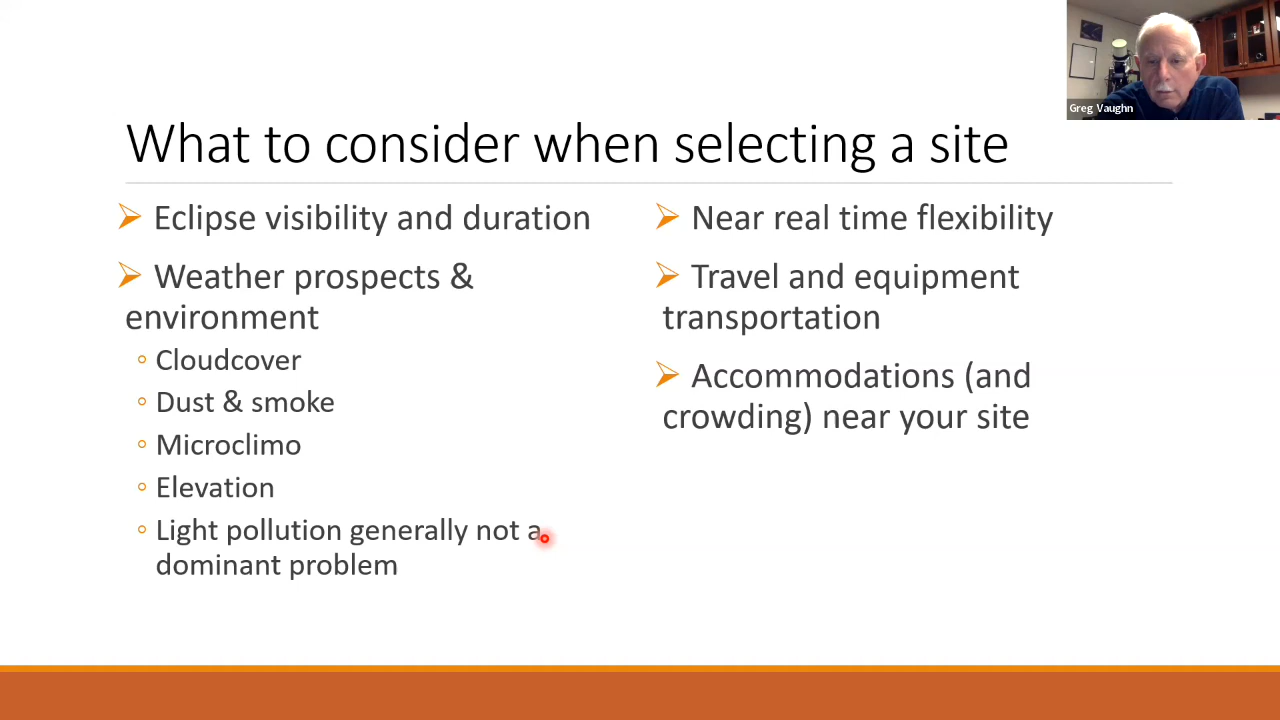 Greg Vaughn
What to consider when selecting a site
Eclipse visibility and duration
Weather prospects &
environment
Cloudcover
Dust & smoke
Microclimo
Elevation
Light pollution generally not a
dominant problem
Near real time flexibility
Travel and equipment
transportation
Accommodations (and
crowding) near your site